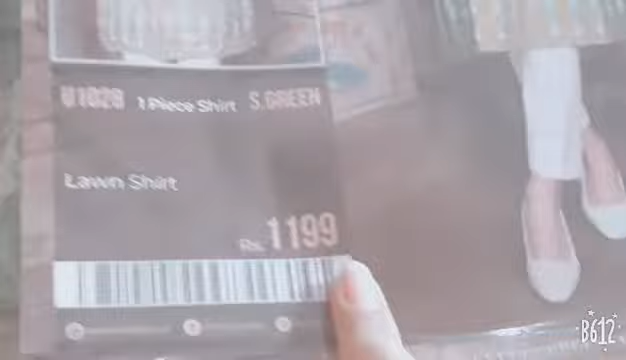 U1028 1 Piece Shirt S.GREEN
Lawn Shirt
Rs. 1199
B612